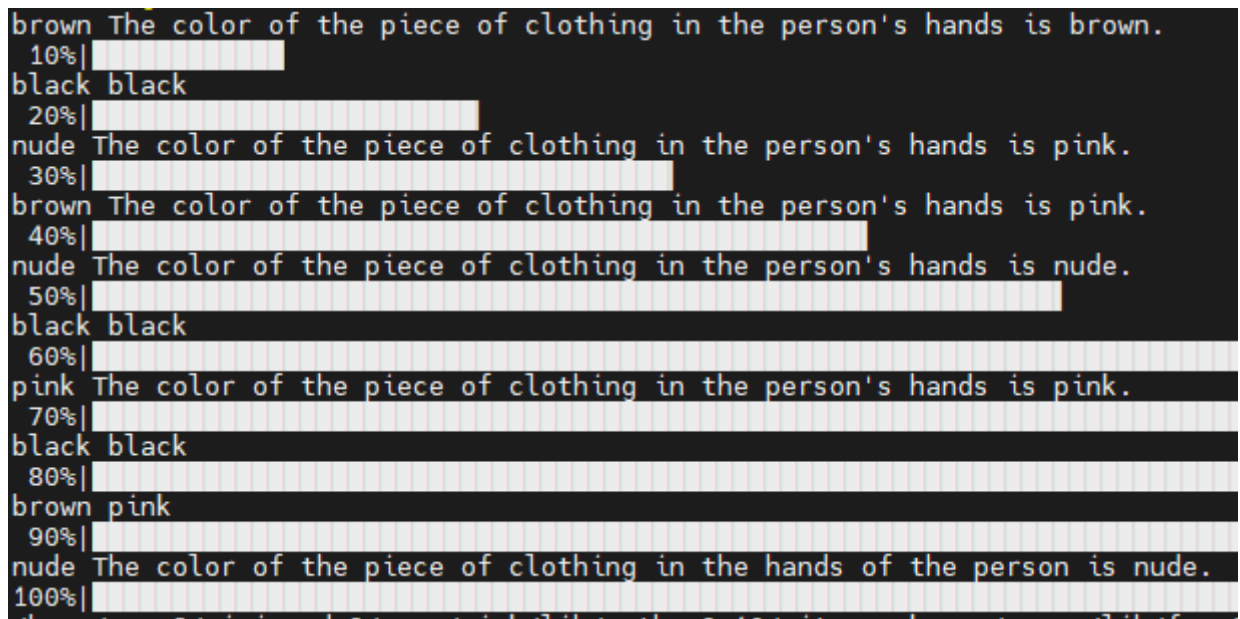 brown The color of the piece of clothing in the person's hands is brown.
10%|
black black
20%|
nude The color of the piece of clothing in the person's hands is pink.
30%|
brown The color of the piece of clothing in the person's hands is pink.
40%|
nude The color of the piece of clothing in the person's hands is nude.
50%|
black black
60%|
pink The color of the piece of clothing in the person's hands is pink.
70%|
black black
80%|
brown pink
90%|
nude The color of the piece of clothing in the hands of the person is nude.
100%|